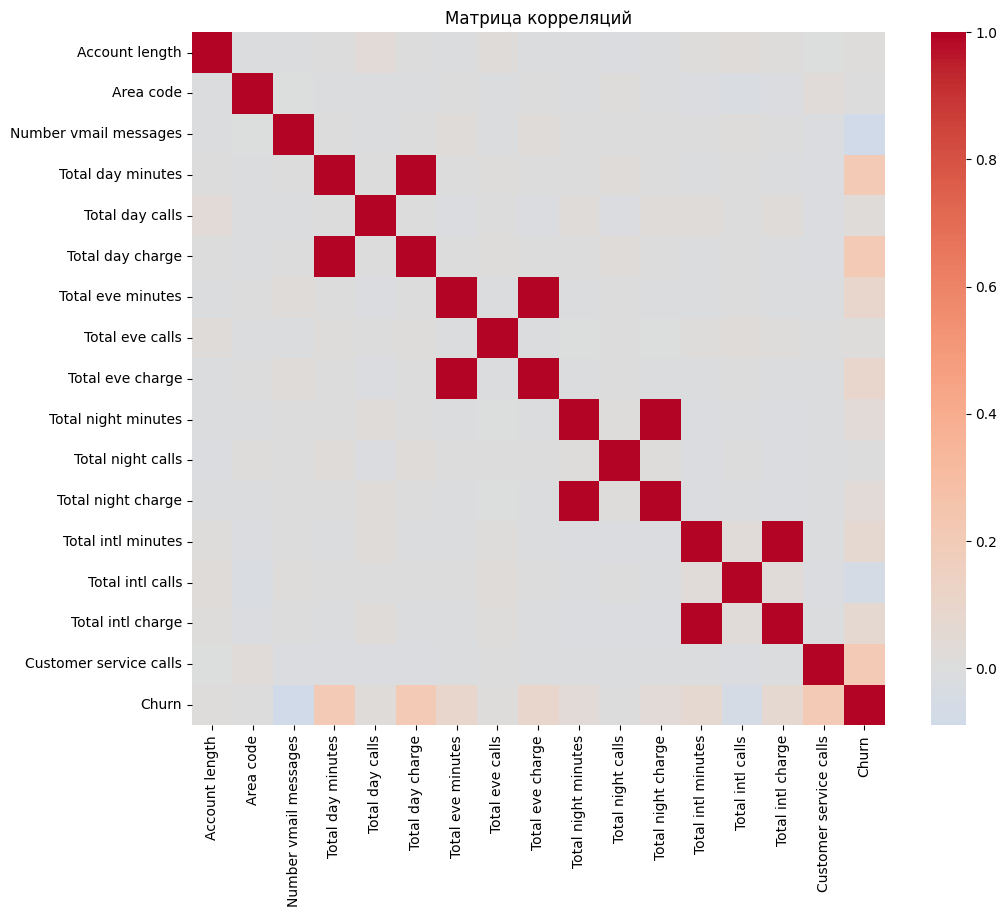 Матрица корреляций
Account length
Area code
Number vmail messages
Total day minutes
Total day calls
Total day charge
Total eve minutes
Total eve calls
Total eve charge
Total night minutes
Total night calls
Total night charge
Total intl minutes
Total intl calls
Total intl charge
Customer service calls
Churn
1.0
0.8
0.6
0.4
0.2
0.0
Account length
Area code
Number vmail messages
Total day minutes
Total day calls
Total day charge
Total eve minutes
Total eve calls
Total eve charge
Total night minutes
Total night calls
Total night charge
Total intl minutes
Total intl calls
Total intl charge
Customer service calls
Churn